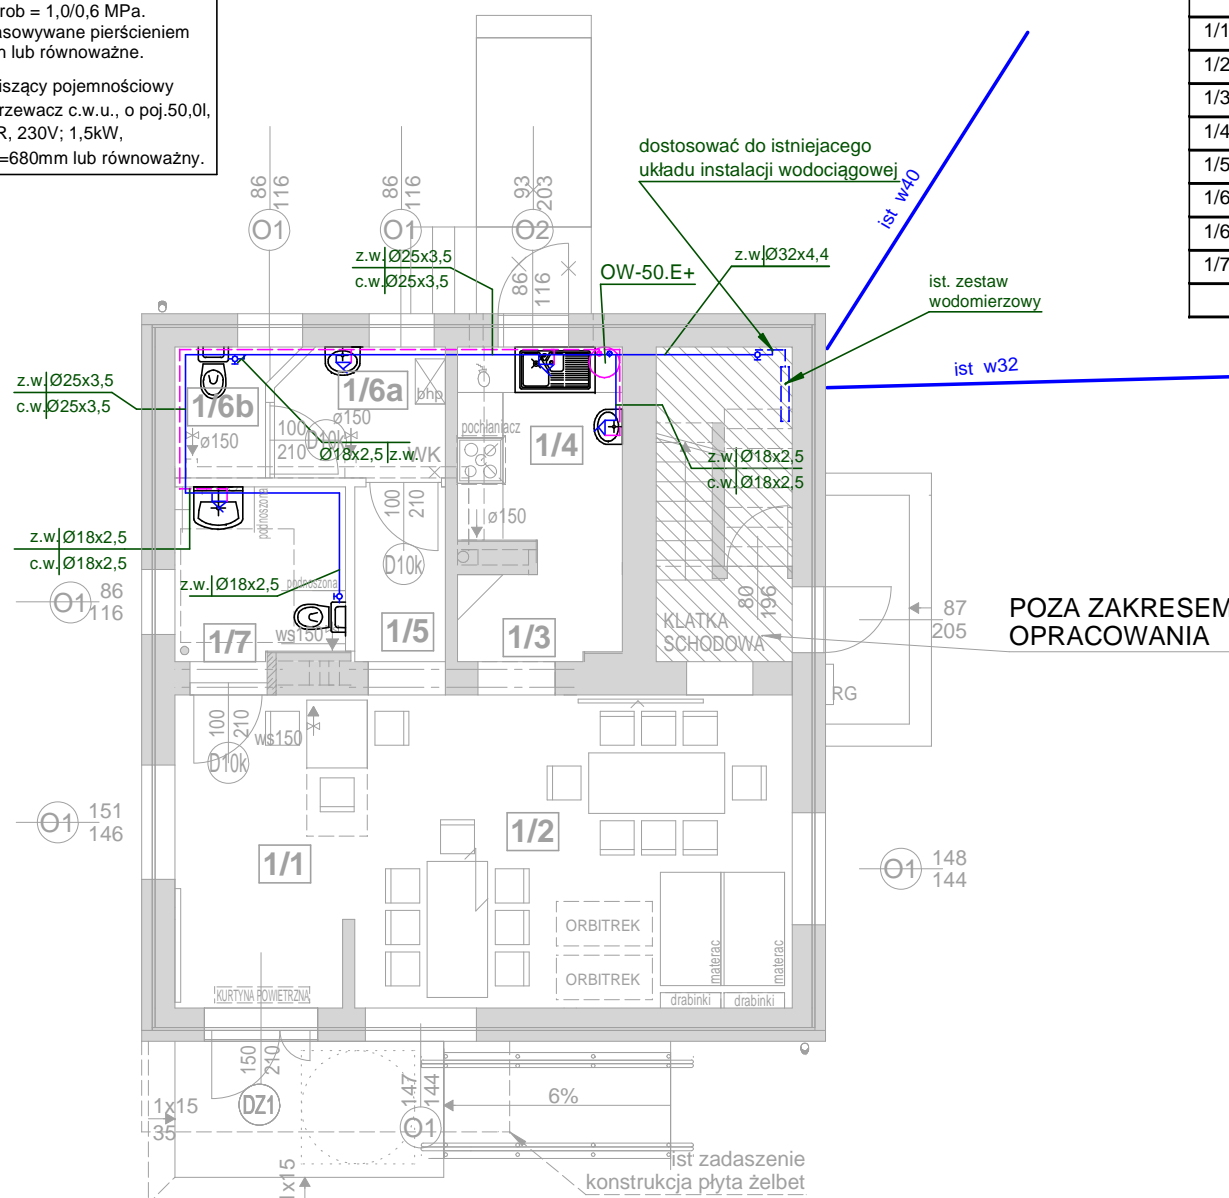 rob = 1,0/0,6 MPa.
asowywane pierścieniem
n lub równoważne.
iszący pojemnościowy
rzewacz c.w.u., o poj.50,0l,
R, 230V; 1,5kW,
=680mm lub równoważny.
1/1
1/2
1/3
1/4
1/5
1/6
1/6
1/7
dostosować do istniejacego
układu instalacji wodociągowej
ist w40
86
116
86
116
93
203
O1
O1
O2
z.w. Ø25x3,5
c.w. Ø25x3,5
86
116
OW-50.E+
z.w. Ø32x4,4
ist. zestaw
wodomierzowy
ist w32
z.w. Ø25x3,5
c.w. Ø25x3,5
1/6b
1/6a
bhp
ø150
ø150
100
210
D10k
Ø18x2,5 z.w.
WK
pochłaniacz
1/4
z.w. Ø18x2,5
c.w. Ø18x2,5
100
210
ø150
podnoszona
z.w. Ø18x2,5
c.w. Ø18x2,5
z.w. Ø18x2,5
podnoszona
D10k
O1
86
116
80
196
KLATKA
SCHODOWA
87
205
POZA ZAKRESEM
OPRACOWANIA
1/7
ws150
1/5
1/3
RG
100
210
ws150
D10k
O1
151
146
1/2
1/1
O1
148
144
ORBITREK
ORBITREK
materac
materac
drabinki
drabinki
KURTYNA POWIETRZNA
150
210
DZ1
147
144
O1
6%
1x15
35
1x15
ist zadaszenie
konstrukcja płyta żelbet